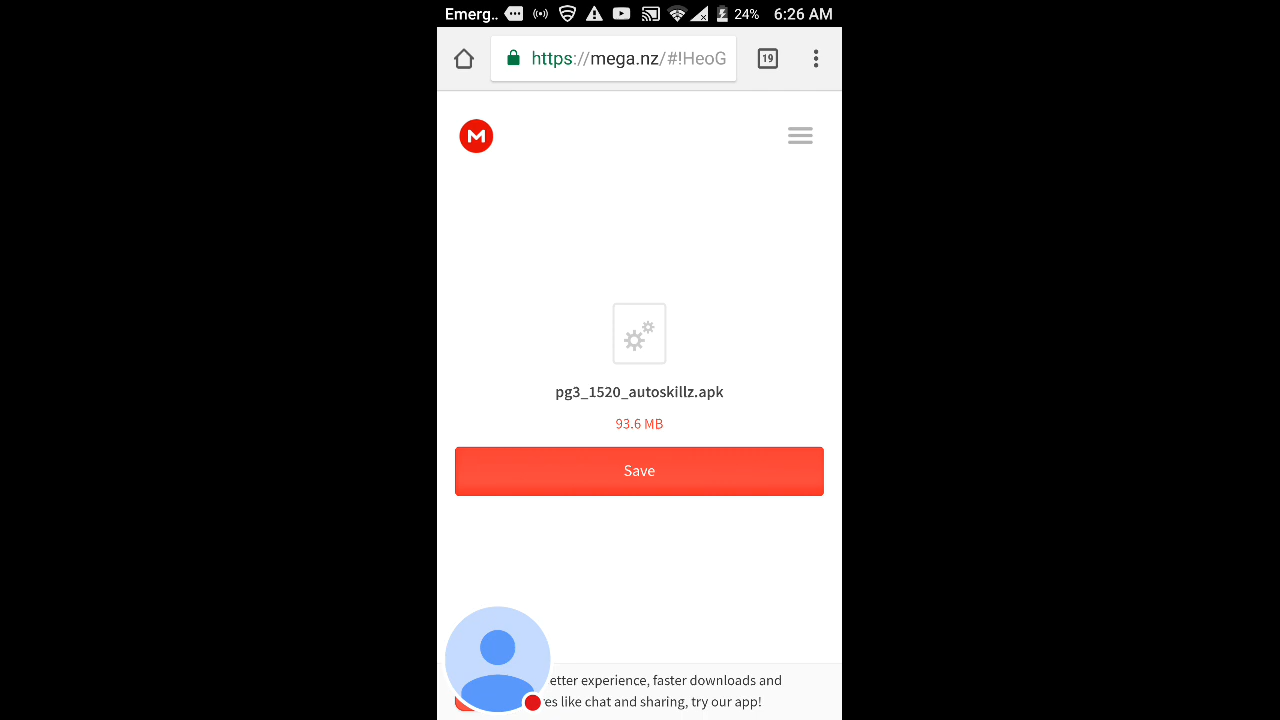 Emerg.. 24% 6:26 AM
https://mega.nz/#!HeoG 19
M
pg3_1520_autoskillz.apk
93.6 MB
Save
etter experience, faster downloads and
es like chat and sharing, try our app!